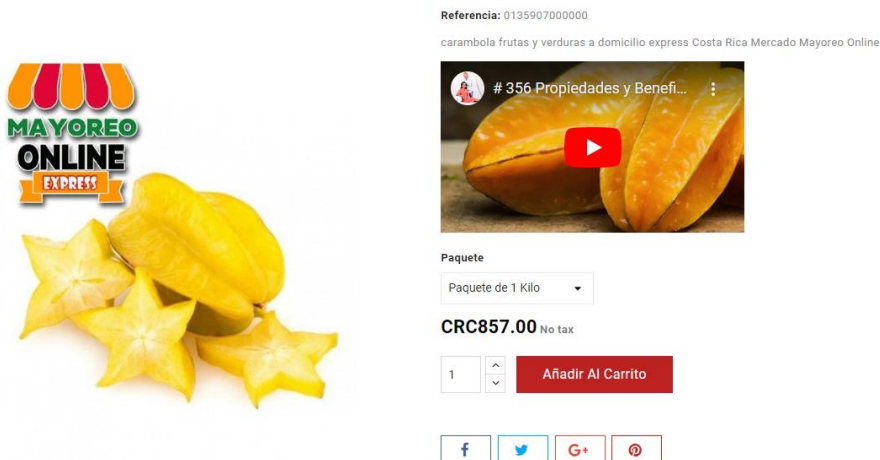 Referencia: 0135907000000
carambola frutas y verduras a domicilio express Costa Rica Mercado Mayoreo Online
MAYOREO
ONLINE
EXPRESS
# 356 Propiedades y Benefi...
Paquete
Paquete de 1 Kilo
CRC857.00 No tax
1
Añadir Al Carrito
f
G+